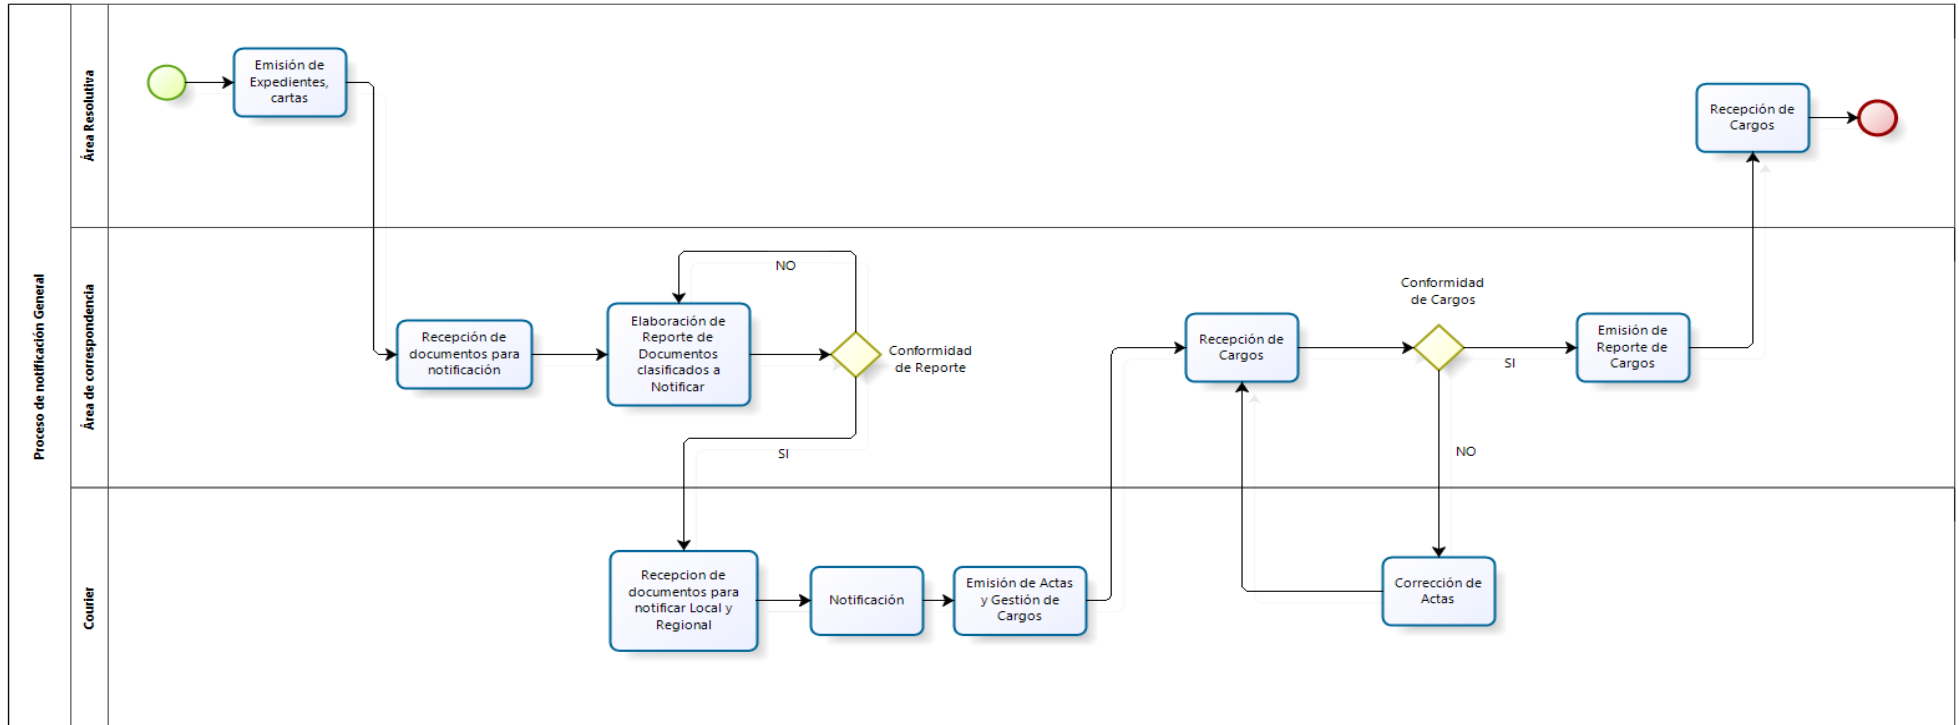 Proceso de notificación General
Área Resolutiva
Emisión de
Expedientes,
cartas
Recepción de
Cargos
Área de correspondencia
Recepción de
documentos para
notificación
Elaboración de
Reporte de
Documentos
clasificados a
Notificar
NO
Conformidad
de Reporte
SI
Recepción de
Cargos
Conformidad
de Cargos
SI
NO
Emisión de
Reporte de
Cargos
Courier
Recepcion de
documentos para
notificar Local y
Regional
Notificación
Emisión de Actas
y Gestión de
Cargos
Corrección de
Actas